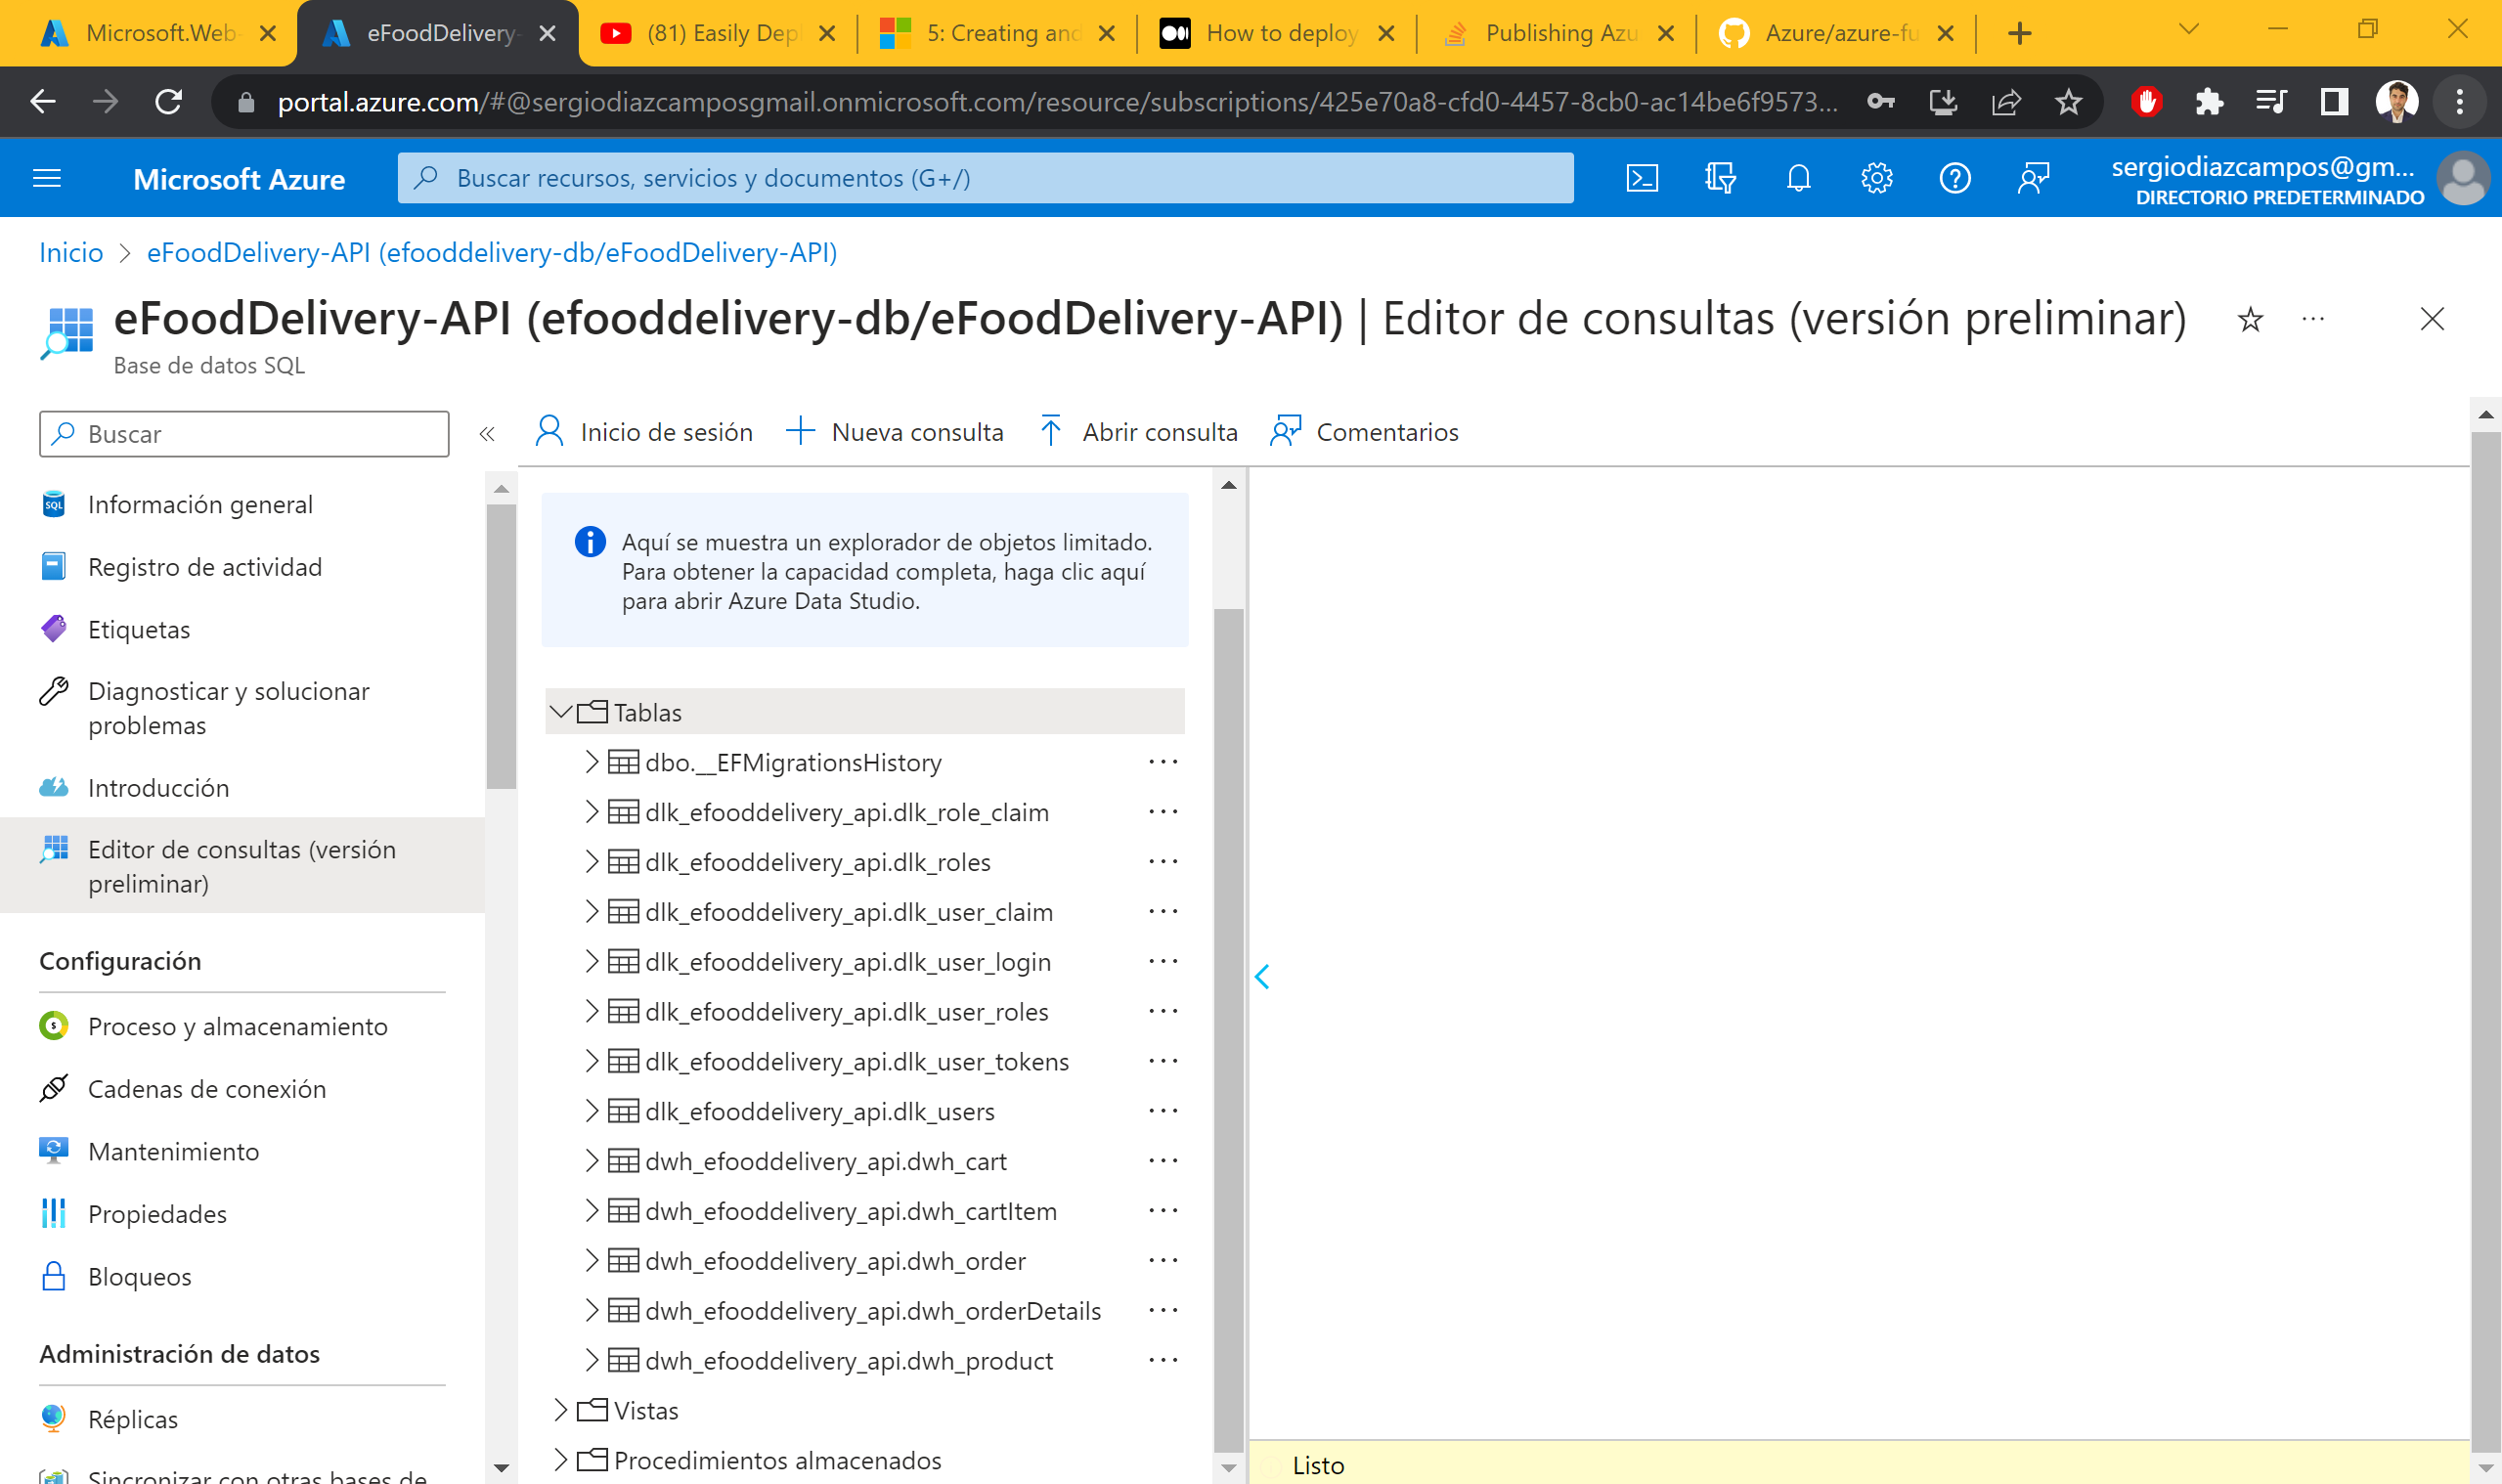 Microsoft.Web-
eFoodDelivery-
(81) Easily Dep
5: Creating and
How to deploy
Publishing Azu
Azure/azure-fu
portal.azure.com/#@sergiodiazcamposgmail.onmicrosoft.com/resource/subscriptions/425e70a8-cfd0-4457-8cb0-ac14be6f9573...
Microsoft Azure
Buscar recursos, servicios y documentos (G+/)
sergiodiazcampos@gm...
DIRECTORIO PREDETERMINADO
Inicio
eFoodDelivery-API (efooddelivery-db/eFoodDelivery-API)
eFoodDelivery-API (efooddelivery-db/eFoodDelivery-API) | Editor de consultas (versión preliminar)
Base de datos SQL
Buscar
Información general
Registro de actividad
Etiquetas
Diagnosticar y solucionar
problemas
Introducción
Editor de consultas (versión
preliminar)
Configuración
Proceso y almacenamiento
Cadenas de conexión
Mantenimiento
Propiedades
Bloqueos
Administración de datos
Réplicas
Sincronizar con otras bases de
Inicio de sesión
Nueva consulta
Abrir consulta
Comentarios
Aquí se muestra un explorador de objetos limitado.
Para obtener la capacidad completa, haga clic aquí
para abrir Azure Data Studio.
Tablas
dbo.__EFMigrationsHistory
dlk_efooddelivery_api.dlk_role_claim
dlk_efooddelivery_api.dlk_roles
dlk_efooddelivery_api.dlk_user_claim
dlk_efooddelivery_api.dlk_user_login
dlk_efooddelivery_api.dlk_user_roles
dlk_efooddelivery_api.dlk_user_tokens
dlk_efooddelivery_api.dlk_users
dwh_efooddelivery_api.dwh_cart
dwh_efooddelivery_api.dwh_cartItem
dwh_efooddelivery_api.dwh_order
dwh_efooddelivery_api.dwh_orderDetails
dwh_efooddelivery_api.dwh_product
Vistas
Procedimientos almacenados
Listo